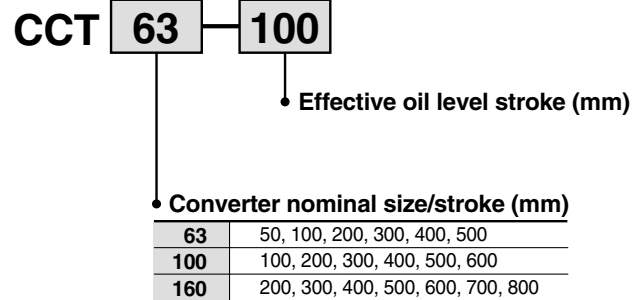 CCT 63 — 100
Effective oil level stroke (mm)
Converter nominal size/stroke (mm)
63 50, 100, 200, 300, 400, 500
100 100, 200, 300, 400, 500, 600
160 200, 300, 400, 500, 600, 700, 800